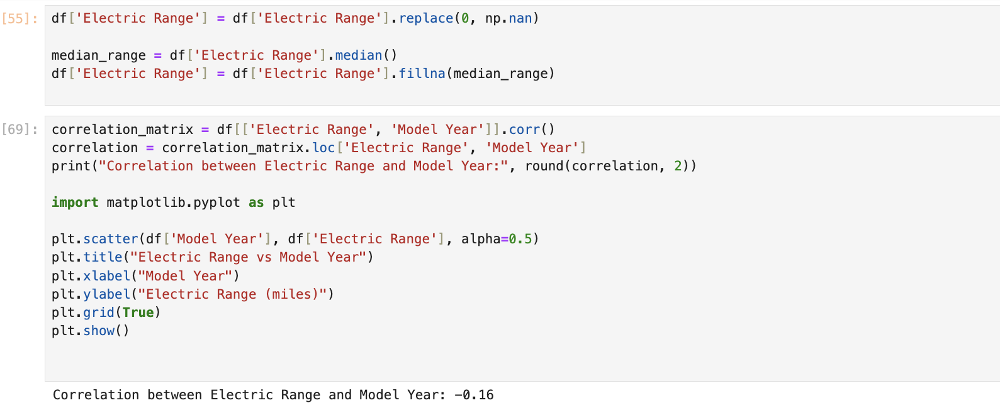 [55]:
df['Electric Range'] = df['Electric Range'].replace(0, np.nan)
median_range = df['Electric Range'].median()
df['Electric Range'] = df['Electric Range'].fillna(median_range)
[69]:
correlation_matrix = df[['Electric Range', 'Model Year']].corr()
correlation = correlation_matrix.loc['Electric Range', 'Model Year']
print("Correlation between Electric Range and Model Year:", round(correlation, 2))
import matplotlib.pyplot as plt
plt.scatter(df['Model Year'], df['Electric Range'], alpha=0.5)
plt.title("Electric Range vs Model Year")
plt.xlabel("Model Year")
plt.ylabel("Electric Range (miles)")
plt.grid(True)
plt.show()
Correlation between Electric Range and Model Year: -0.16